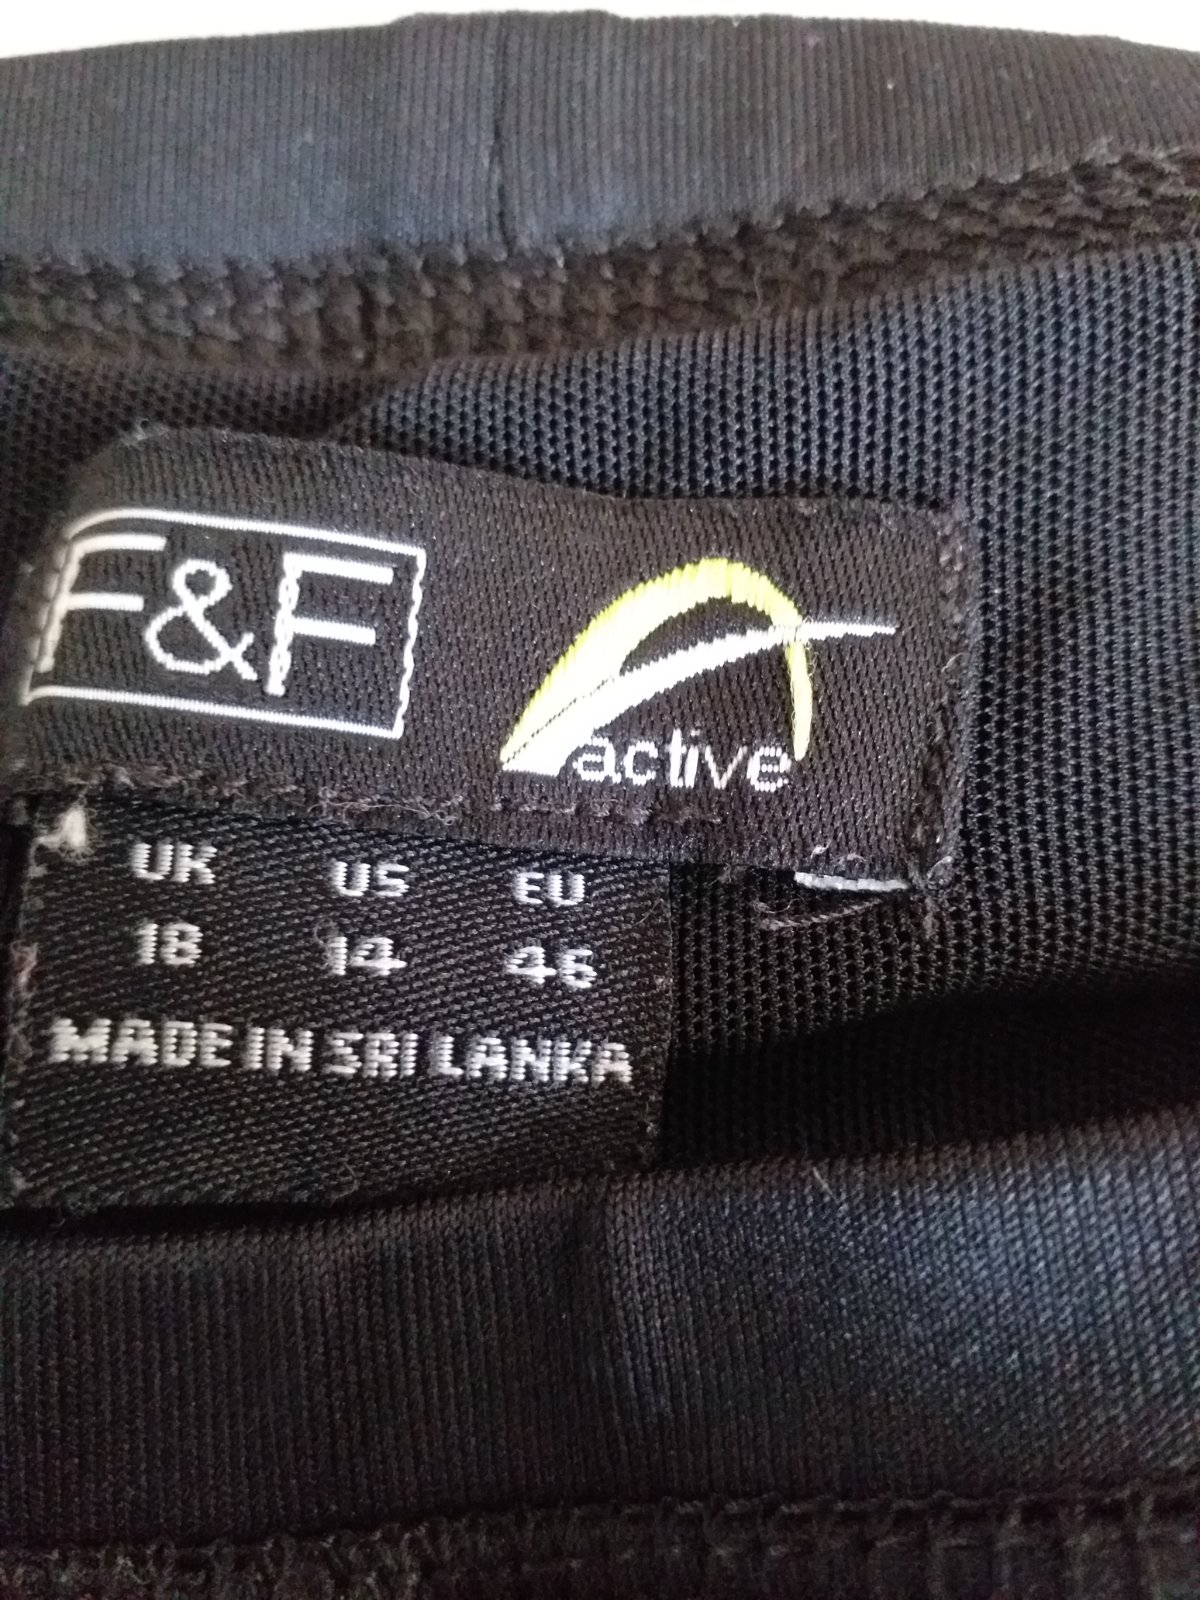 F&F
active
UK US EU
18 14 46
MADE IN SRI LANKA